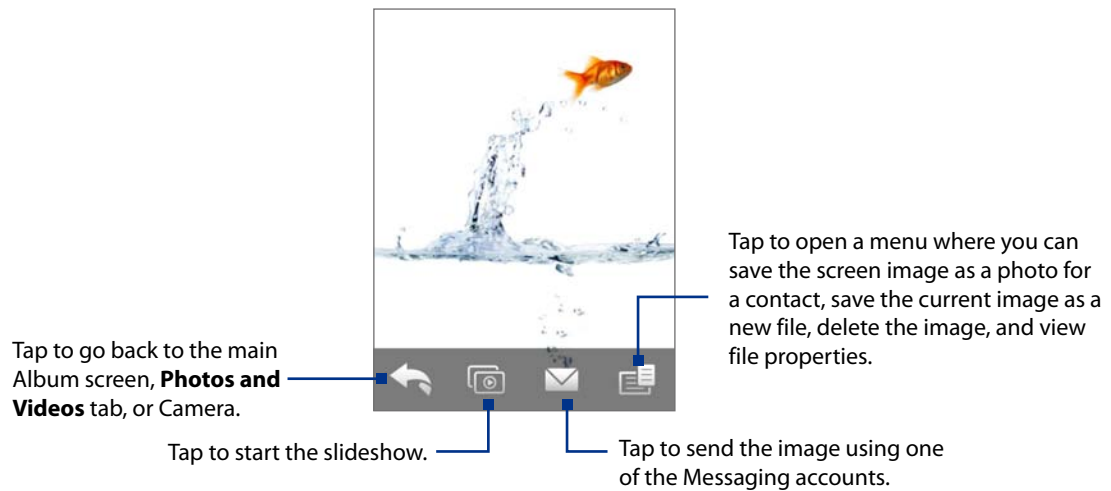 Tap to open a menu where you can
save the screen image as a photo for
a contact, save the current image as a
new file, delete the image, and view
file properties.
Tap to go back to the main
Album screen, Photos and
Videos tab, or Camera.
Tap to start the slideshow.
Tap to send the image using one
of the Messaging accounts.